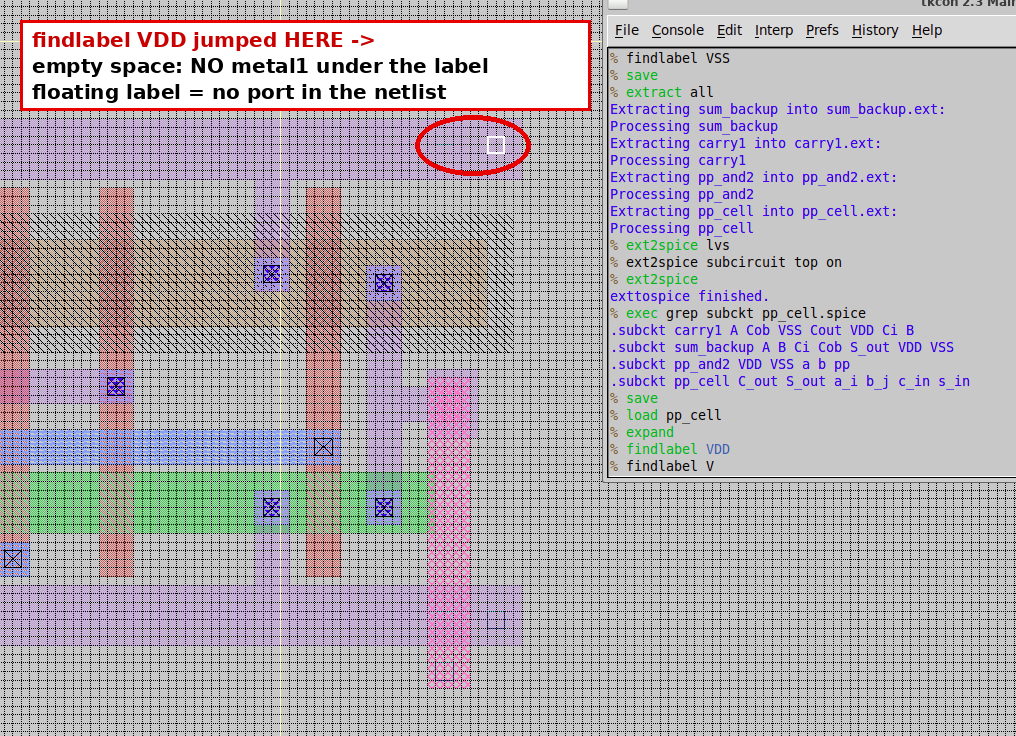 findlabel VDD jumped HERE ->
empty space: NO metal1 under the label
floating label = no port in the netlist
tkcon 2.3 Main
File Console Edit Interp Prefs History Help
% findlabel VSS
% save
% extract all
Extracting sum_backup into sum_backup.ext:
Processing sum_backup
Extracting carry1 into carry1.ext:
Processing carry1
Extracting pp_and2 into pp_and2.ext:
Processing pp_and2
Extracting pp_cell into pp_cell.ext:
Processing pp_cell
% ext2spice lvs
% ext2spice subcircuit top on
% ext2spice
exttospice finished.
% exec grep subckt pp_cell.spice
.subckt carry1 A Cob VSS Cout VDD Ci B
.subckt sum_backup A B Ci Cob S_out VDD VSS
.subckt pp_and2 VDD VSS a b pp
.subckt pp_cell C_out S_out a_i b_j c_in s_in
% save
% load pp_cell
% expand
% findlabel VDD
% findlabel V